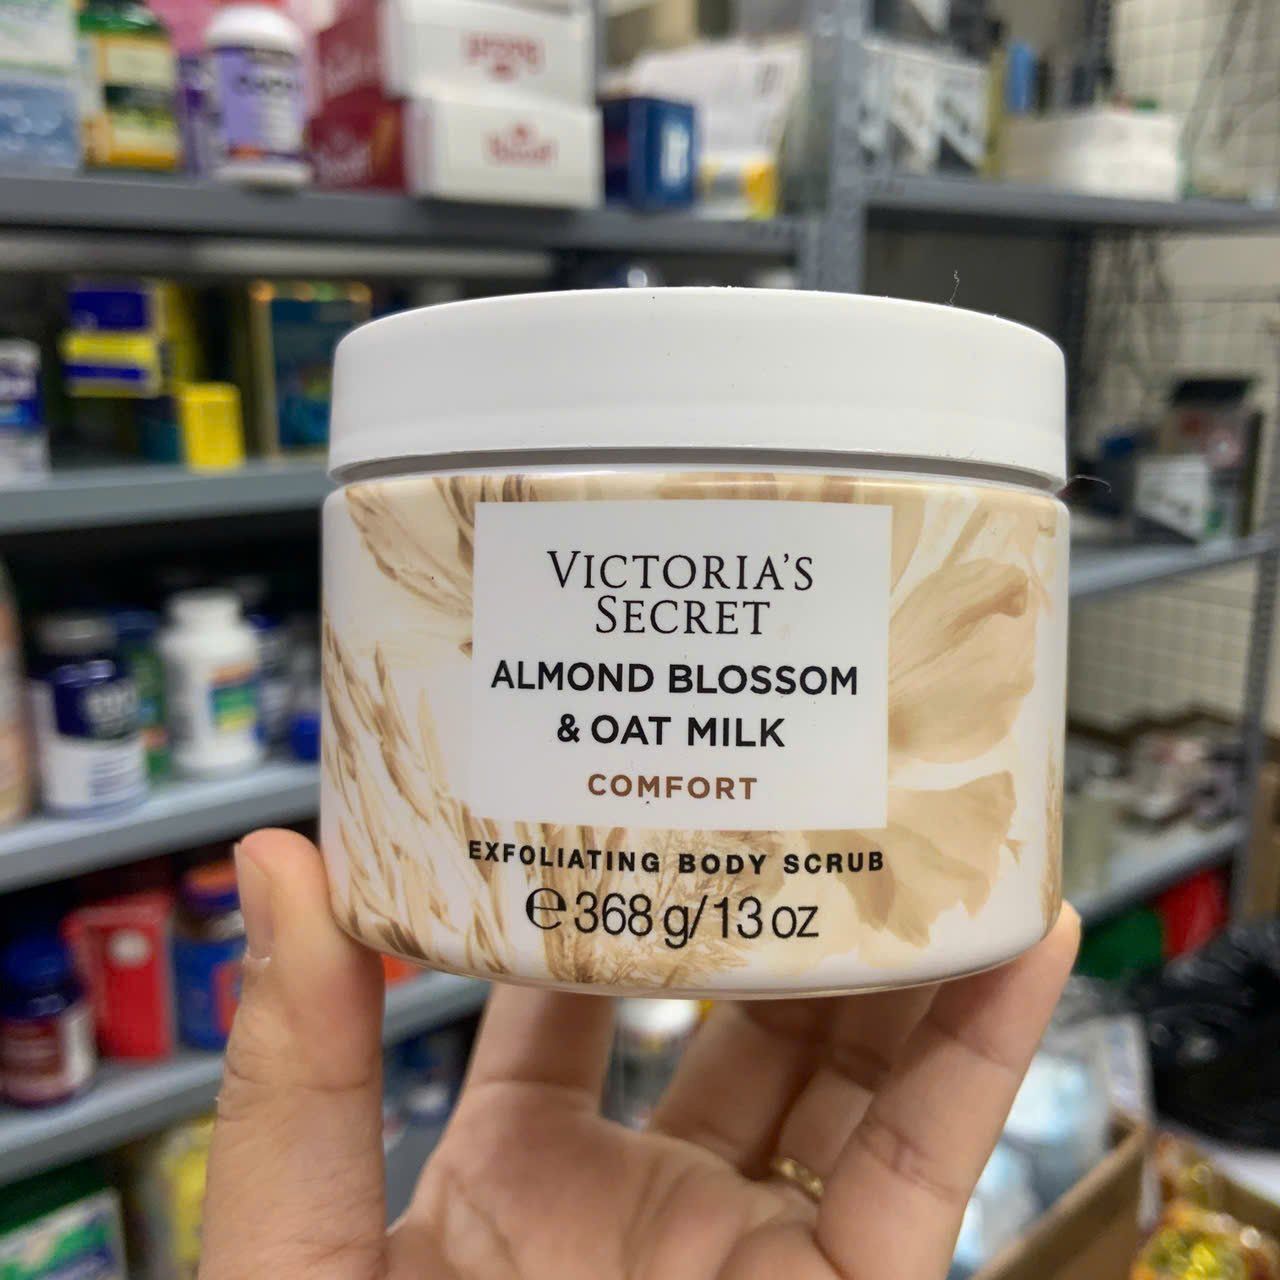 VICTORIA'S
SECRET
ALMOND BLOSSOM
& OAT MILK
COMFORT
EXFOLIATING BODY SCRUB
℮368 g/13 oz